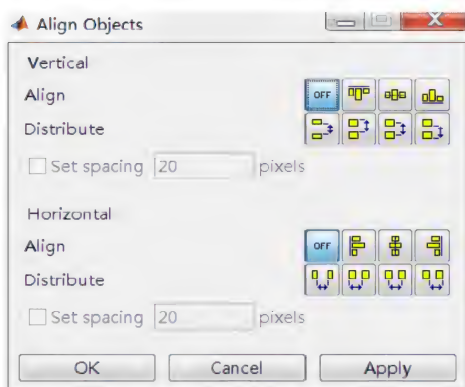 Align Objects
Vertical
Align OFF
Distribute
Set spacing 20 pixels
Horizontal
Align OFF
Distribute
Set spacing 20 pixels
OK Cancel Apply